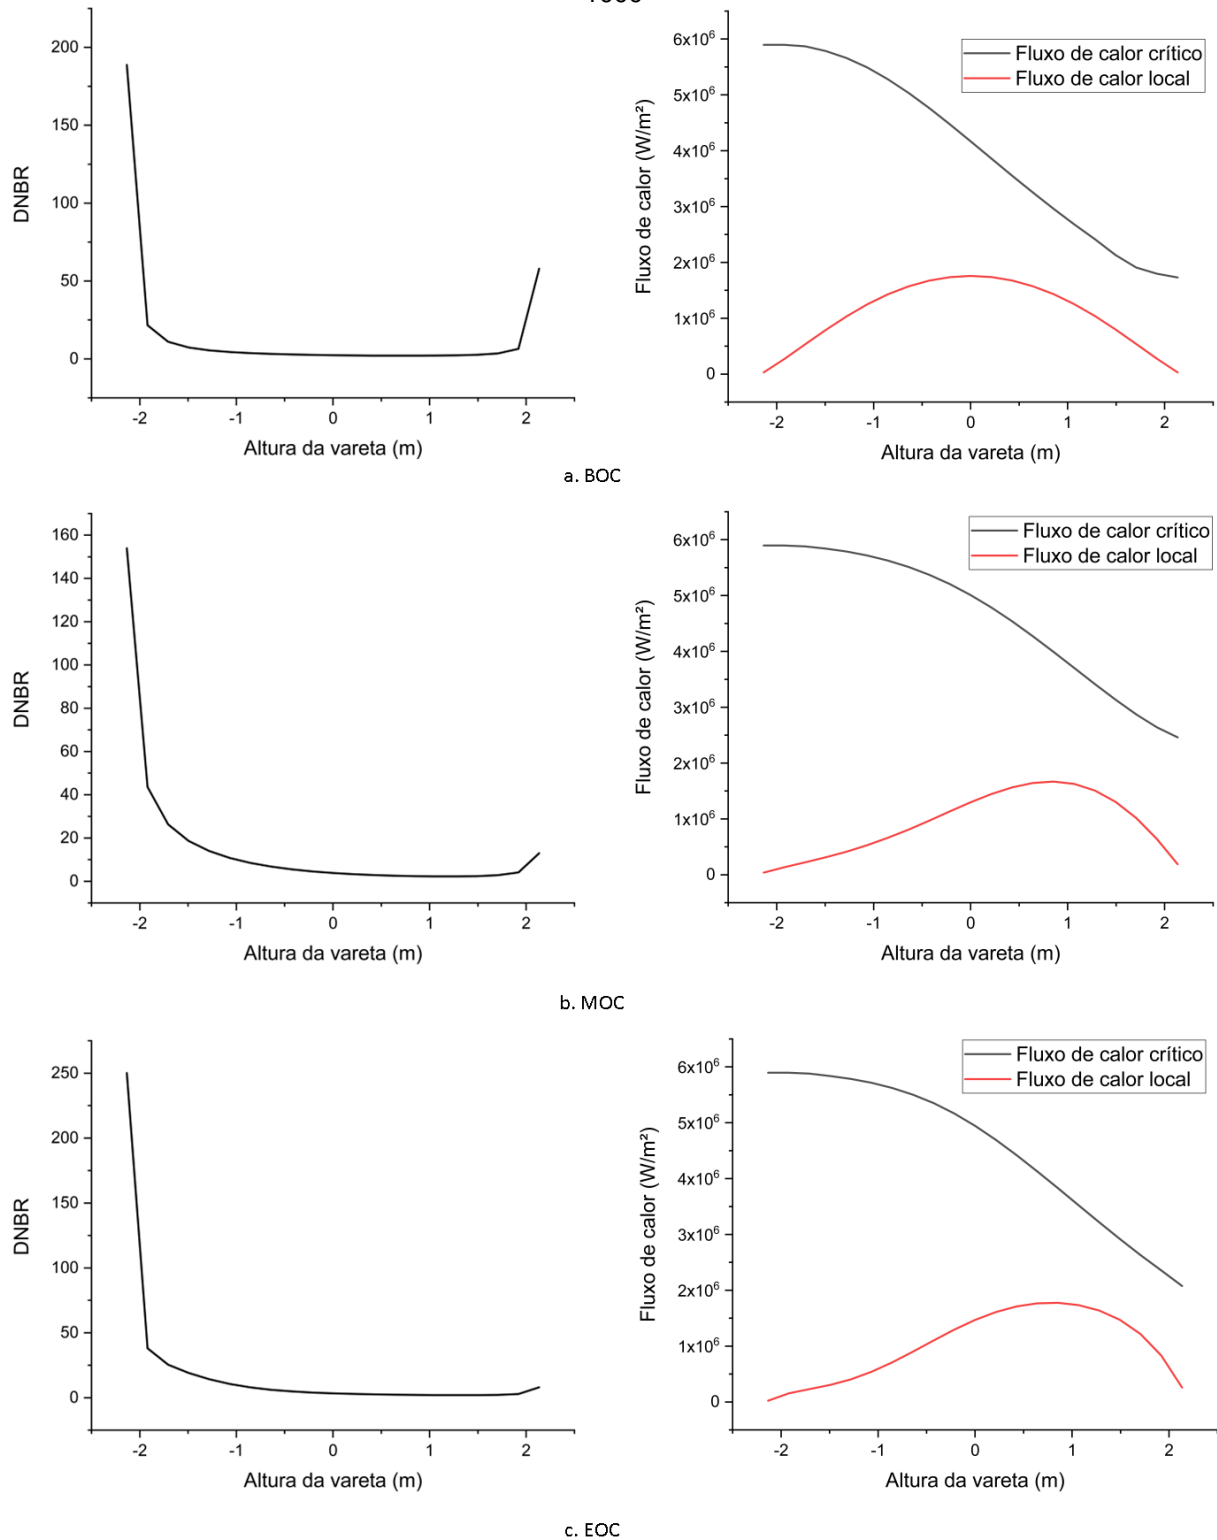 200
150
100
50
0
-2 -1 0 1 2
DNBR
Altura da vareta (m)
6x10⁶
5x10⁶
4x10⁶
3x10⁶
2x10⁶
1x10⁶
0
-2 -1 0 1 2
Fluxo de calor (W/m²)
Altura da vareta (m)
Fluxo de calor crítico
Fluxo de calor local
a. BOC
160
140
120
100
80
60
40
20
0
-2 -1 0 1 2
DNBR
Altura da vareta (m)
6x10⁶
5x10⁶
4x10⁶
3x10⁶
2x10⁶
1x10⁶
0
-2 -1 0 1 2
Fluxo de calor (W/m²)
Altura da vareta (m)
Fluxo de calor crítico
Fluxo de calor local
b. MOC
250
200
150
100
50
0
-2 -1 0 1 2
DNBR
Altura da vareta (m)
6x10⁶
5x10⁶
4x10⁶
3x10⁶
2x10⁶
1x10⁶
0
-2 -1 0 1 2
Fluxo de calor (W/m²)
Altura da vareta (m)
Fluxo de calor crítico
Fluxo de calor local
c. EOC